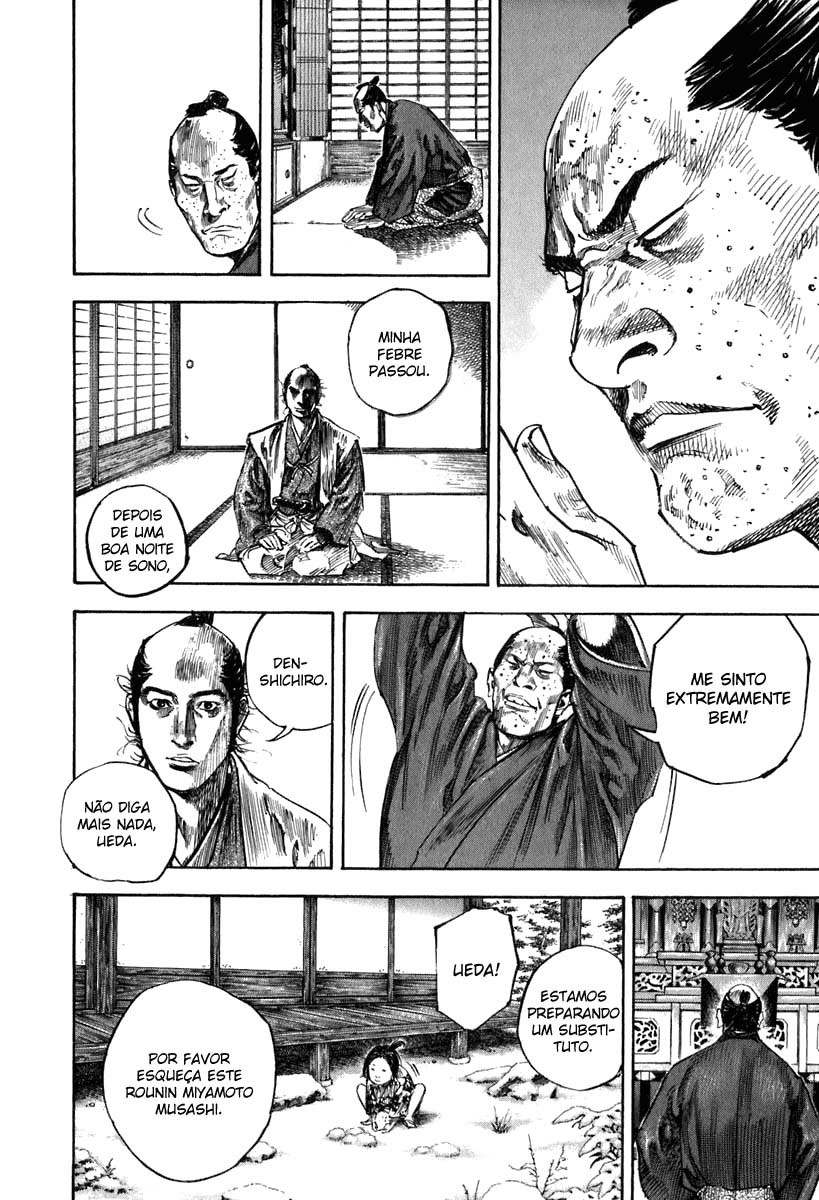 MINHA
FEBRE
PASSOU.
DEPOIS
DE UMA
BOA NOITE
DE SONO,
ME SINTO
EXTREMAMENTE
BEM!
DEN-
SHICHIRO.
NÃO DIGA
MAIS NADA,
UEDA.
ESTAMOS
PREPARANDO
UM SUBSTI-
TUTO.
UEDA!
POR FAVOR
ESQUEÇA ESTE
ROUNIN MIYAMOTO
MUSASHI.